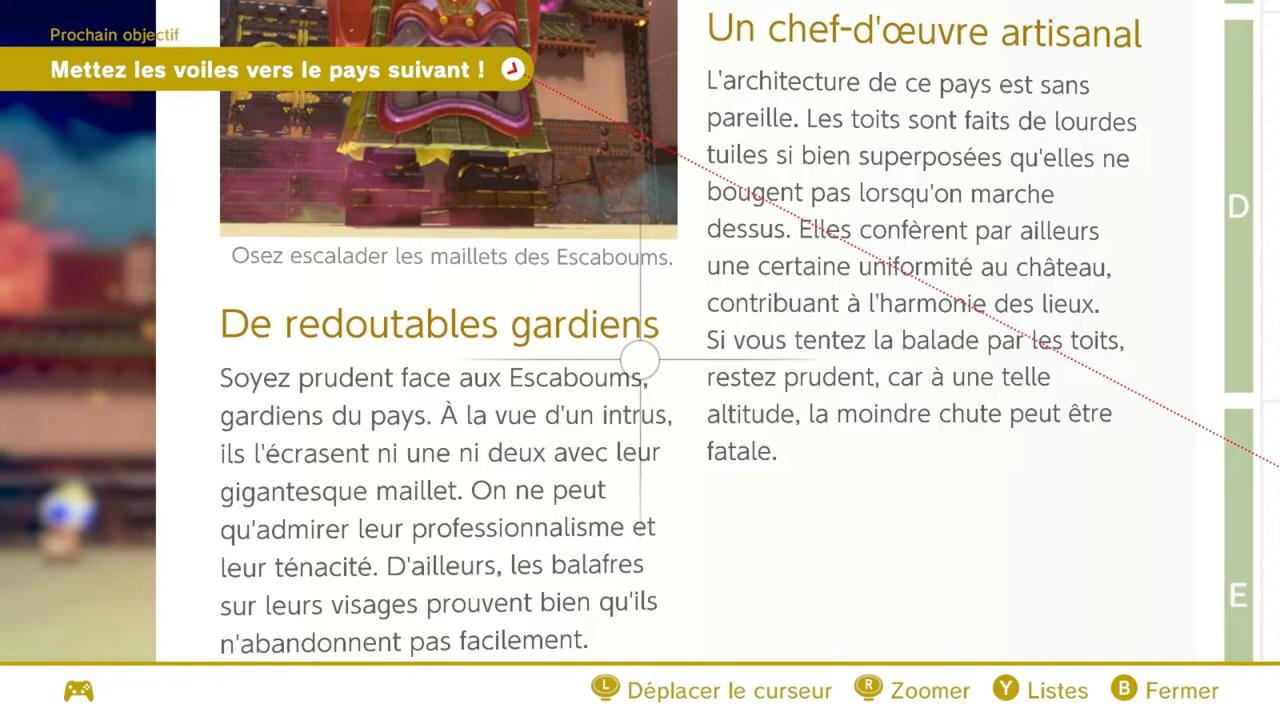 Prochain objectif
Mettez les voiles vers le pays suivant !
Osez escalader les maillets des Escaboums.
De redoutables gardiens
Soyez prudent face aux Escaboums,
gardiens du pays. À la vue d'un intrus,
ils l'écrasent ni une ni deux avec leur
gigantesque maillet. On ne peut
qu'admirer leur professionnalisme et
leur ténacité. D'ailleurs, les balafres
sur leurs visages prouvent bien qu'ils
n'abandonnent pas facilement.
Un chef-d'œuvre artisanal
L'architecture de ce pays est sans
pareille. Les toits sont faits de lourdes
tuiles si bien superposées qu'elles ne
bougent pas lorsqu'on marche
dessus. Elles confèrent par ailleurs
une certaine uniformité au château,
contribuant à l'harmonie des lieux.
Si vous tentez la balade par les toits,
restez prudent, car à une telle
altitude, la moindre chute peut être
fatale.
D
E
L Déplacer le curseur R Zoomer Y Listes B Fermer